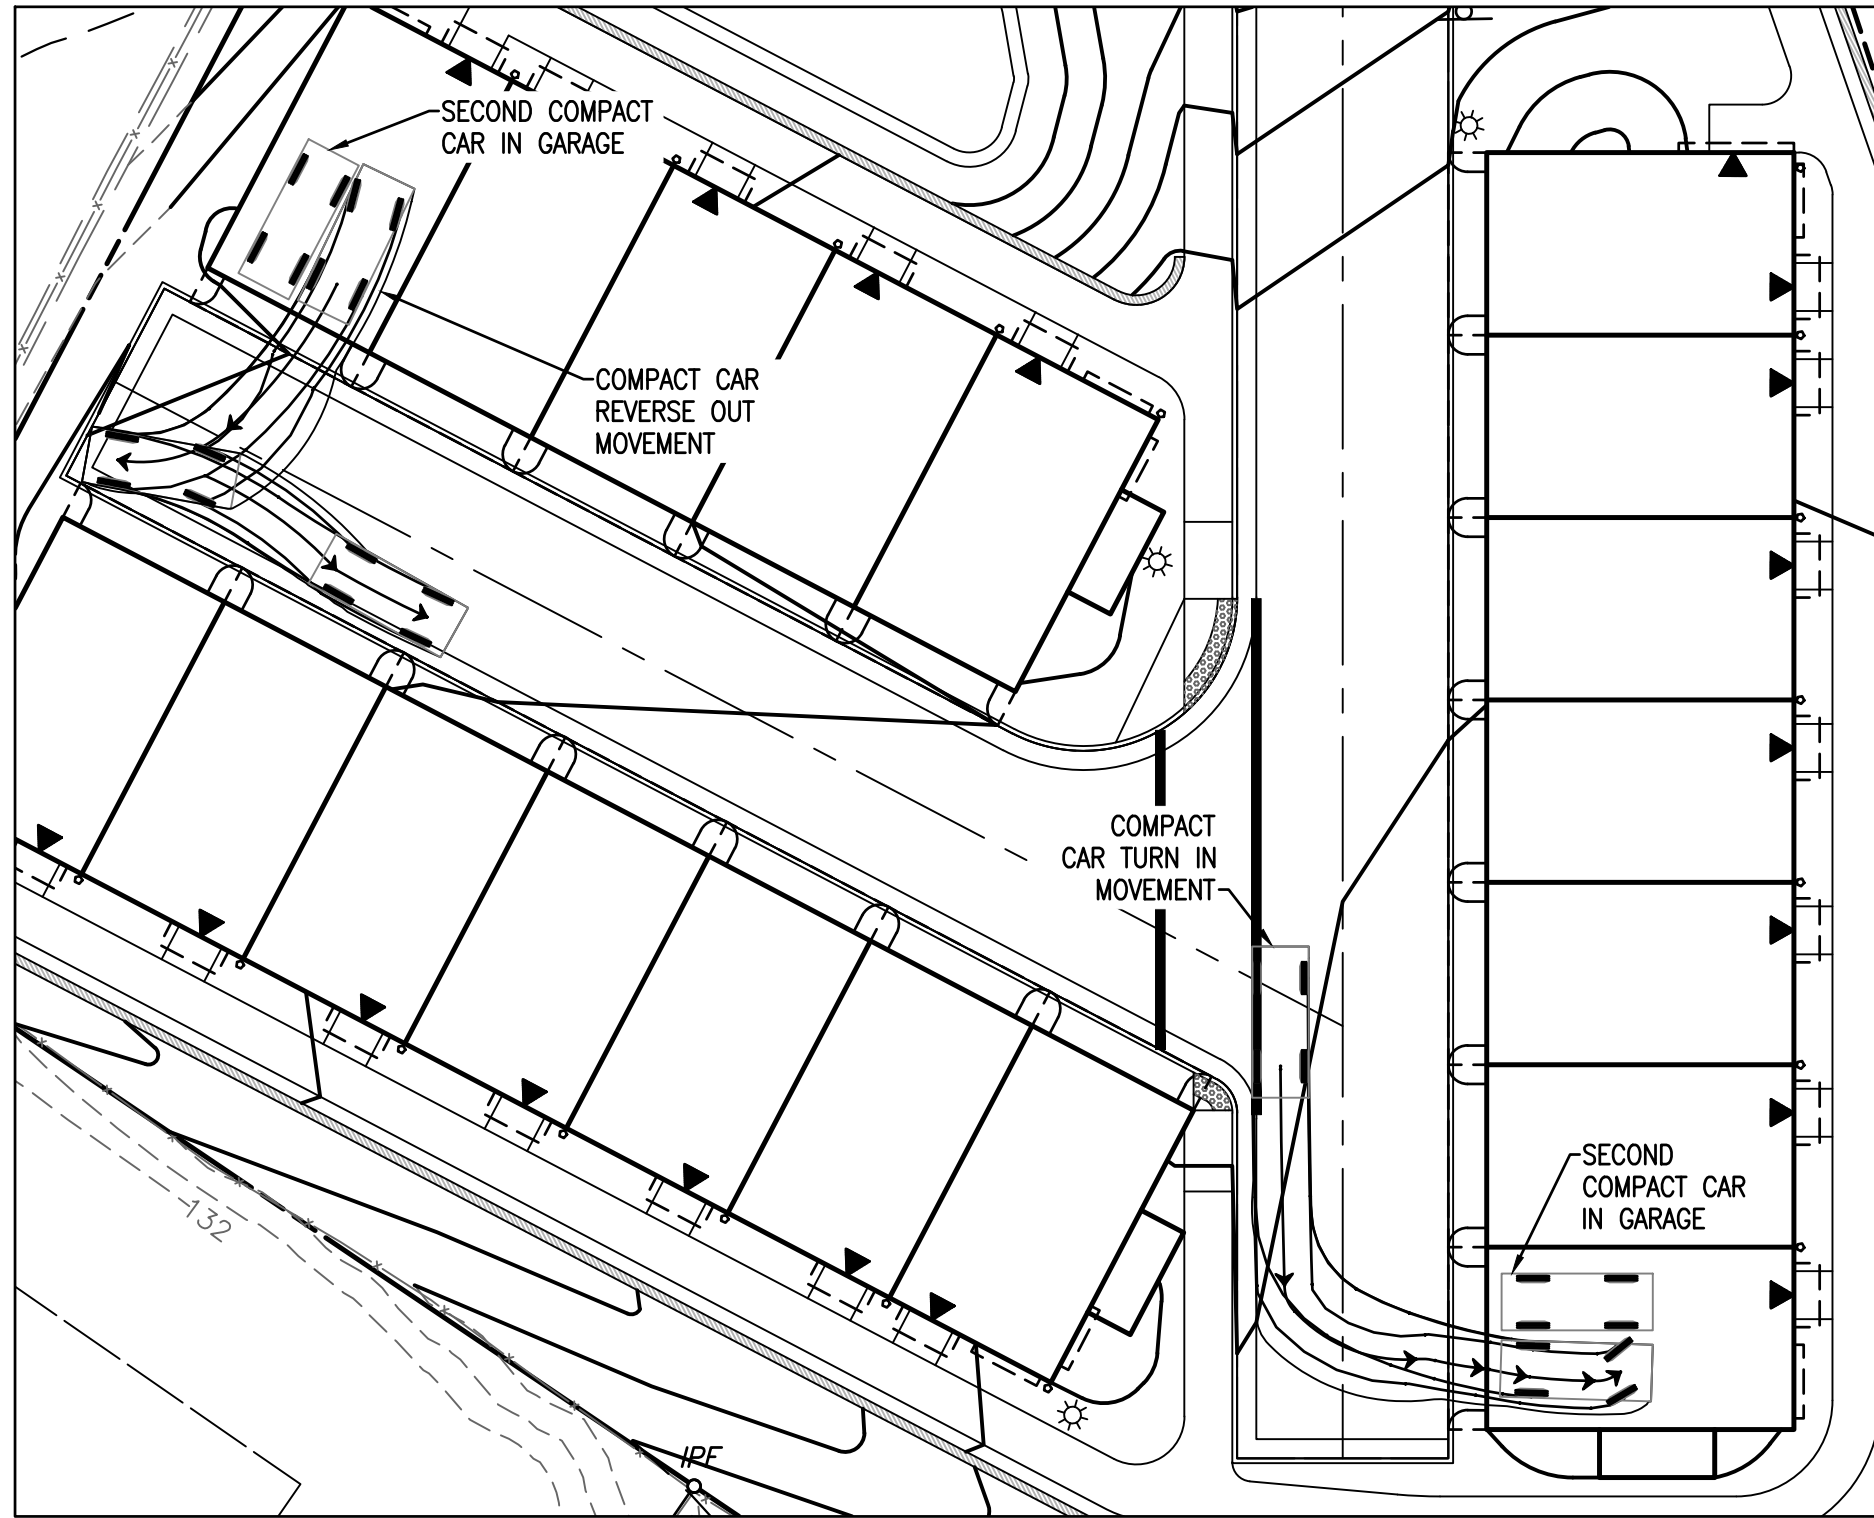 SECOND COMPACT
CAR IN GARAGE
COMPACT CAR
REVERSE OUT
MOVEMENT
COMPACT
CAR TURN IN
MOVEMENT
SECOND
COMPACT CAR
IN GARAGE
132
IPF